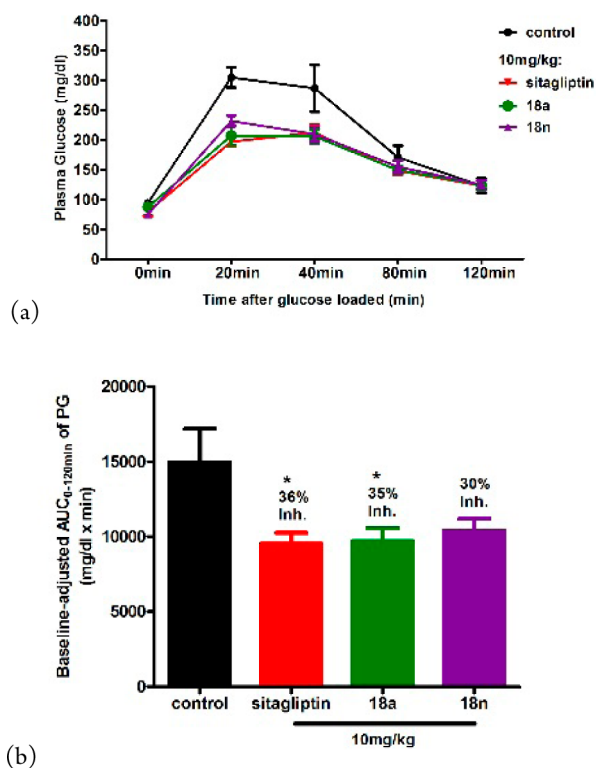 400
350
300
250
200
150
100
50
0
Plasma Glucose (mg/dl)
0min 20min 40min 80min 120min
Time after glucose loaded (min)
control
10mg/kg:
sitagliptin
18a
18n
(a)
20000
15000
10000
5000
0
Baseline-adjusted AUC0-120min of PG
(mg/dl x min)
*
36%
Inh.
*
35%
Inh.
30%
Inh.
control sitagliptin 18a 18n
10mg/kg
(b)